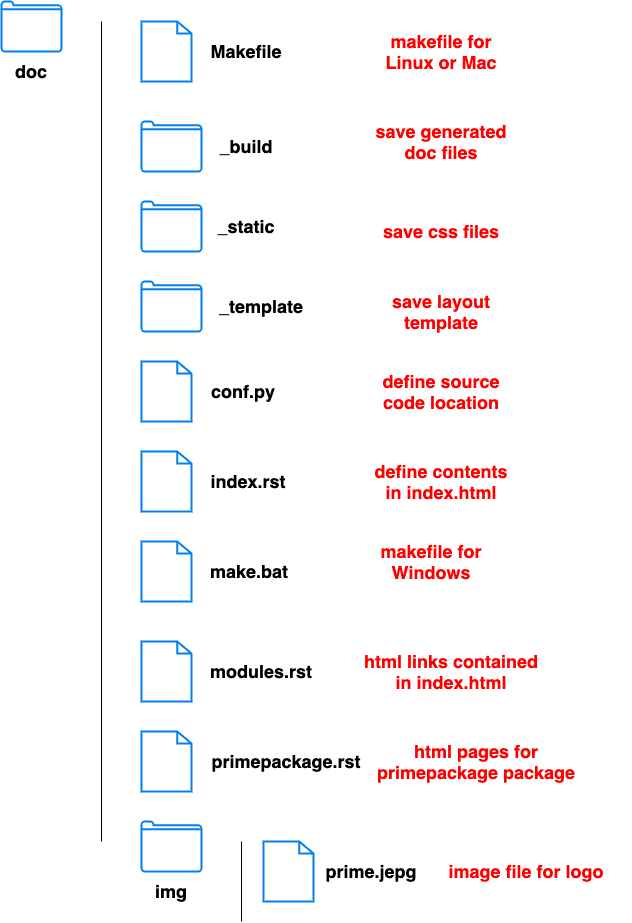 doc
Makefile
makefile for
Linux or Mac
_build
save generated
doc files
_static
save css files
_template
save layout
template
conf.py
define source
code location
index.rst
define contents
in index.html
make.bat
makefile for
Windows
modules.rst
html links contained
in index.html
primepackage.rst
html pages for
primepackage package
img
prime.jepg
image file for logo